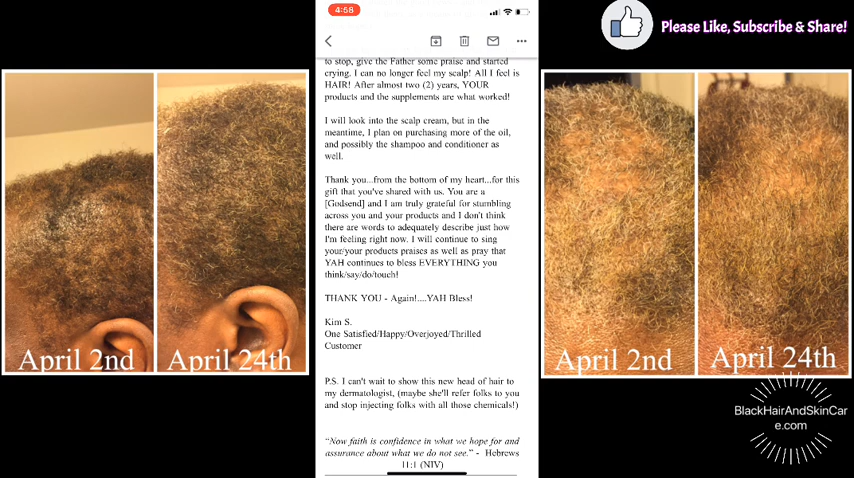 4:58
Please Like, Subscribe & Share!
to stop, give the Father some praise and started
crying. I can no longer feel my scalp! All I feel is
HAIR! After almost two (2) years, YOUR
products and the supplements are what worked!
I will look into the scalp cream, but in the
meantime, I plan on purchasing more of the oil,
and possibly the shampoo and conditioner as
well.
Thank you...from the bottom of my heart...for this
gift that you've shared with us. You are a
[Godsend] and I am truly grateful for stumbling
across you and your products and I don't think
there are words to adequately describe just how
I'm feeling right now. I will continue to sing
your/your products praises as well as pray that
YAH continues to bless EVERYTHING you
think/say/do/touch!
THANK YOU - Again!....YAH Bless!
Kim S.
One Satisfied/Happy/Overjoyed/Thrilled
Customer
P.S. I can't wait to show this new head of hair to
my dermatologist, (maybe she'll refer folks to you
and stop injecting folks with all those chemicals!)
“Now faith is confidence in what we hope for and
assurance about what we do not see.” - Hebrews
11:1 (NIV)
April 2nd
April 24th
April 2nd
April 24th
BlackHairAndSkinCar
e.com